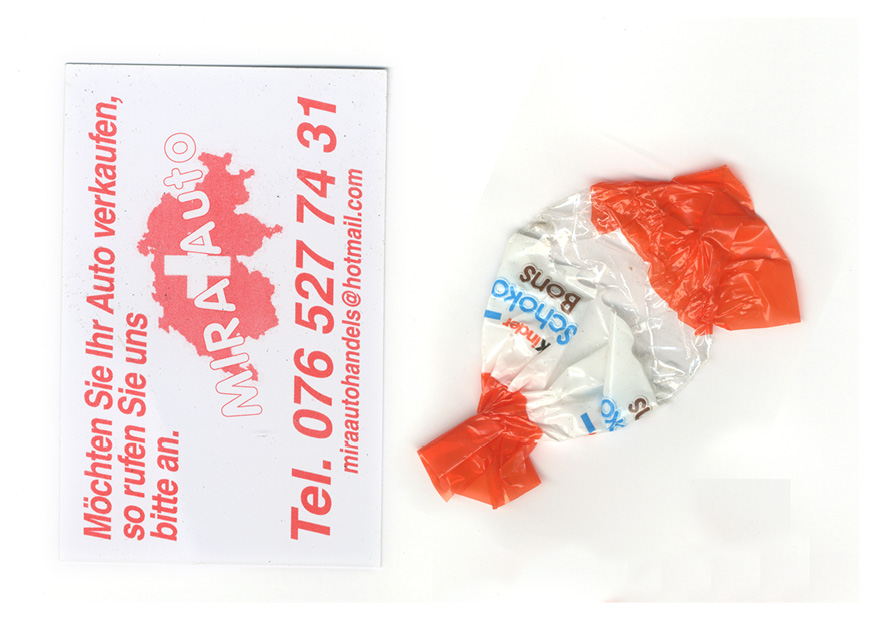 Möchten Sie Ihr Auto verkaufen,
so rufen Sie uns
bitte an.
MIRA AUTO
Tel. 076 527 74 31
miraautohandels@hotmail.com
Kinder
Schoko
Bons
Schoko